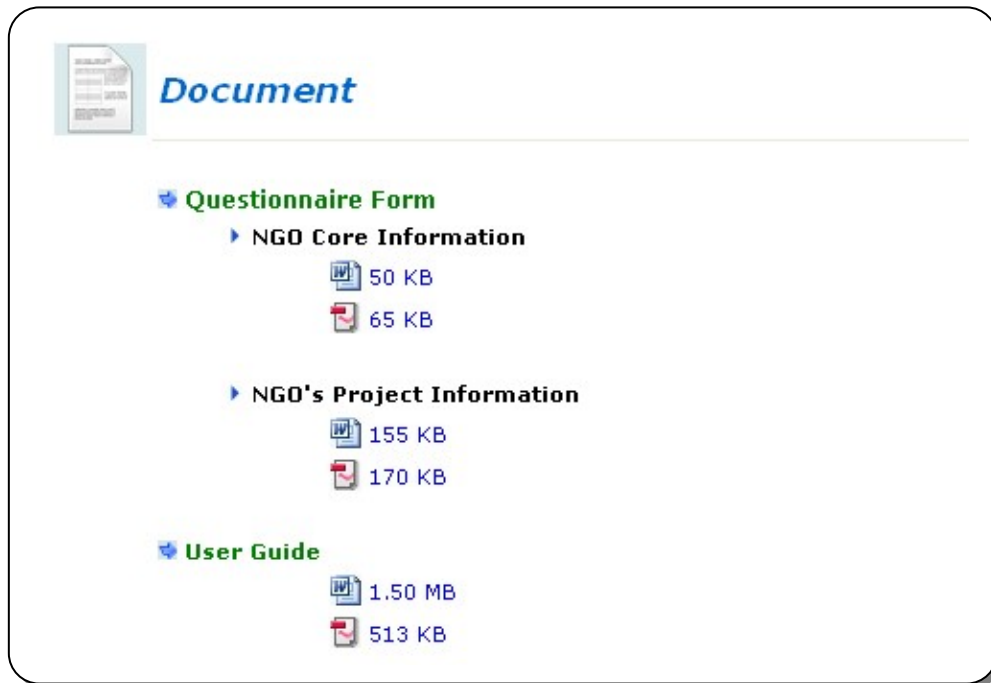 Document
Questionnaire Form
NGO Core Information
50 KB
65 KB
NGO's Project Information
155 KB
170 KB
User Guide
1.50 MB
513 KB